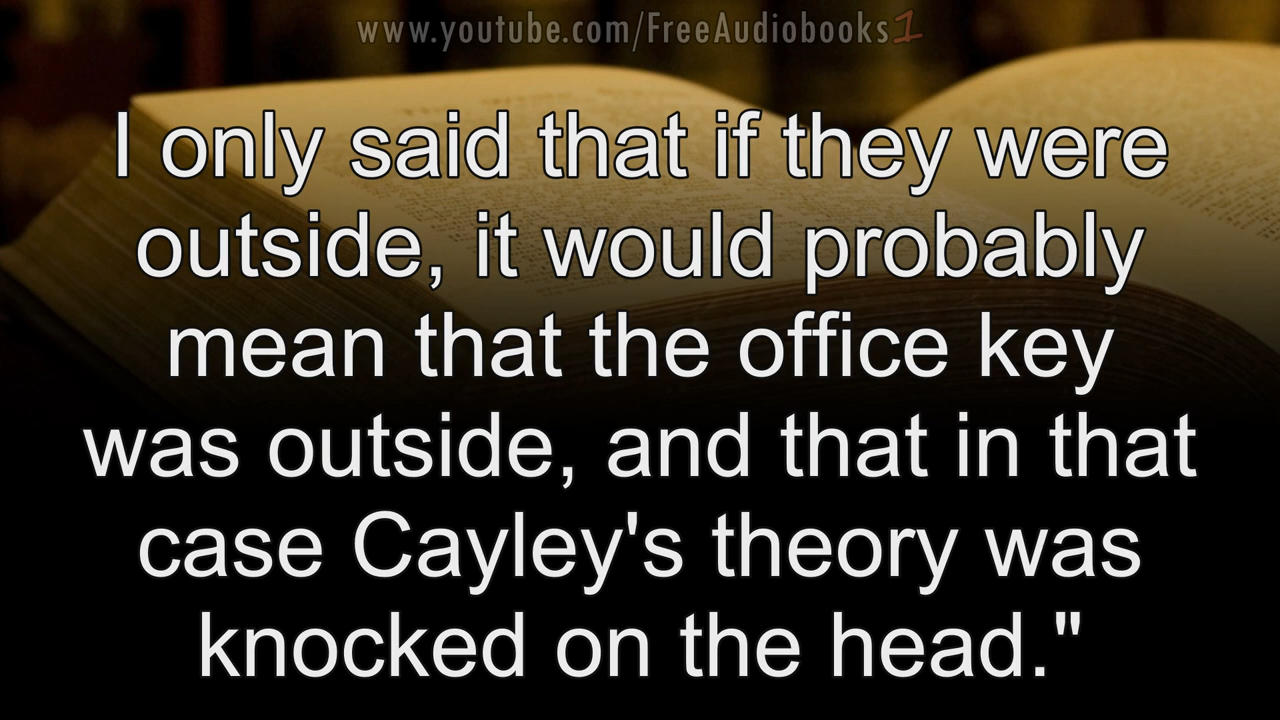 www.youtube.com/FreeAudiobooks1
I only said that if they were
outside, it would probably
mean that the office key
was outside, and that in that
case Cayley's theory was
knocked on the head."